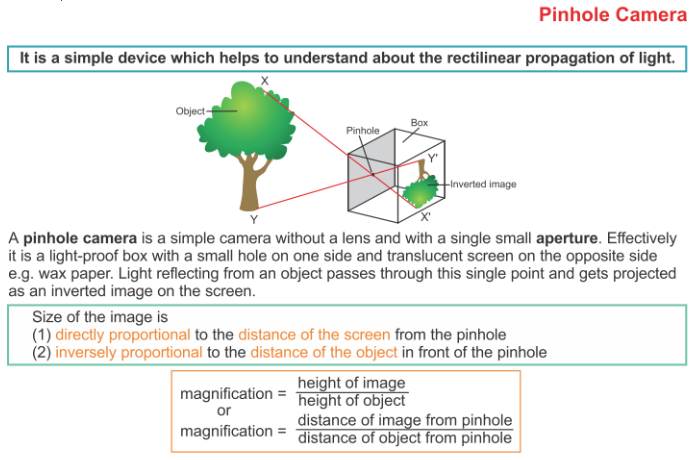 Pinhole Camera
It is a simple device which helps to understand about the rectilinear propagation of light.
X
Object
Pinhole
Box
Y'
Inverted image
X'
Y
A pinhole camera is a simple camera without a lens and with a single small aperture. Effectively
it is a light-proof box with a small hole on one side and translucent screen on the opposite side
e.g. wax paper. Light reflecting from an object passes through this single point and gets projected
as an inverted image on the screen.
Size of the image is
(1) directly proportional to the distance of the screen from the pinhole
(2) inversely proportional to the distance of the object in front of the pinhole
magnification = height of image
height of object
or
magnification = distance of image from pinhole
distance of object from pinhole